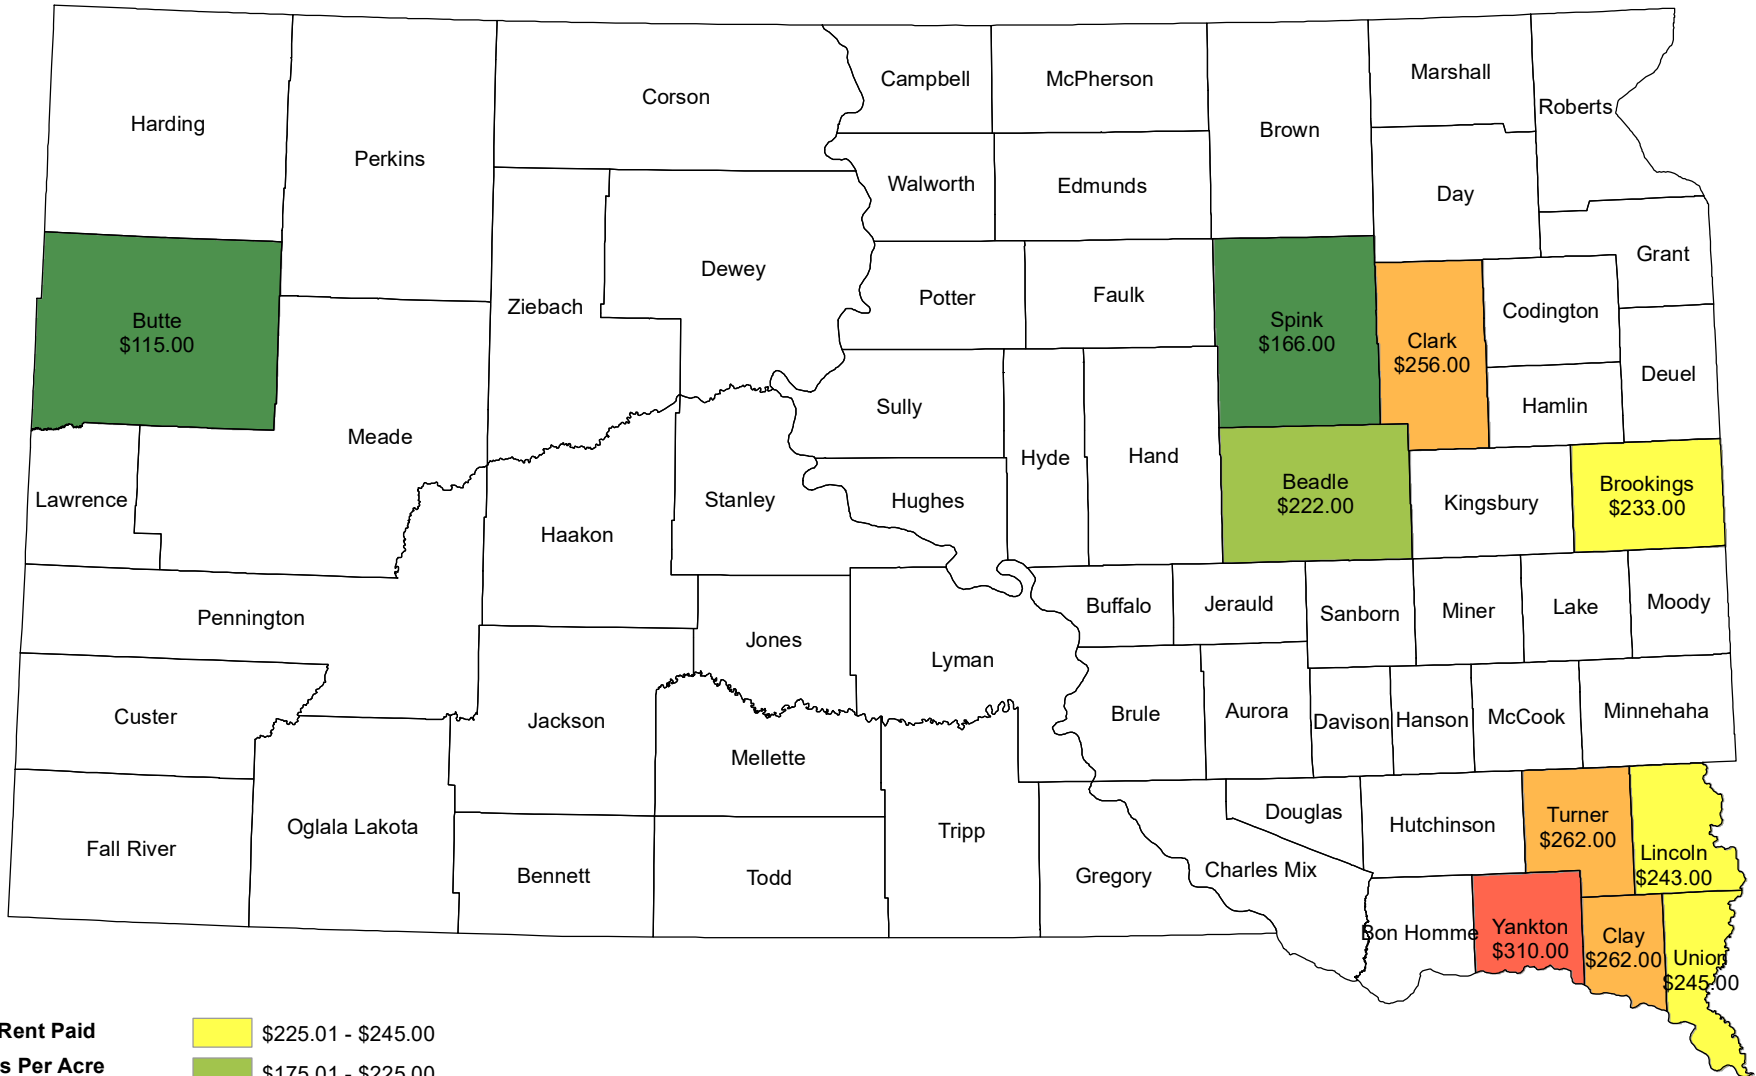 Harding
Perkins
Corson
Campbell
McPherson
Brown
Marshall
Roberts
Walworth
Edmunds
Day
Butte
$115.00
Ziebach
Dewey
Potter
Faulk
Spink
$166.00
Clark
$256.00
Codington
Grant
Deuel
Hamlin
Meade
Sully
Hyde
Hand
Beadle
$222.00
Kingsbury
Brookings
$233.00
Lawrence
Haakon
Stanley
Hughes
Pennington
Jones
Lyman
Buffalo
Jerauld
Sanborn
Miner
Lake
Moody
Custer
Jackson
Mellette
Brule
Aurora
Davison
Hanson
McCook
Minnehaha
Fall River
Oglala Lakota
Bennett
Todd
Tripp
Gregory
Charles Mix
Douglas
Hutchinson
Turner
$262.00
Lincoln
$243.00
Bon Homme
Yankton
$310.00
Clay
$262.00
Union
$245.00
Rent Paid
s Per Acre
$225.01 - $245.00
$175.01 - $225.00